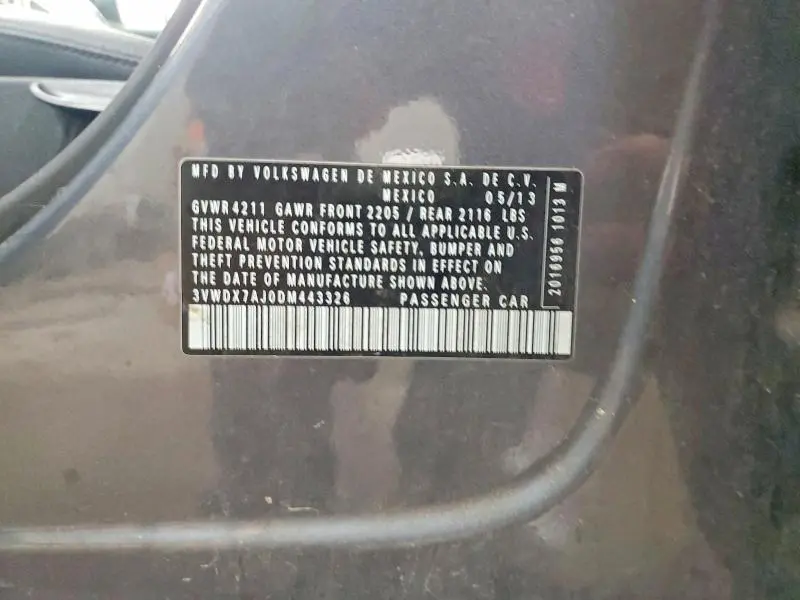 MFD BY VOLKSWAGEN DE MEXICO S.A. DE C.V.
MEXICO 05/13
GVWR 4211 GAWR FRONT 2205 / REAR 2116 LBS
THIS VEHICLE CONFORMS TO ALL APPLICABLE U.S.
FEDERAL MOTOR VEHICLE SAFETY, BUMPER AND
THEFT PREVENTION STANDARDS IN EFFECT ON
THE DATE OF MANUFACTURE SHOWN ABOVE.
3VWDX7AJ0DM443326 PASSENGER CAR
2016956 1013 M